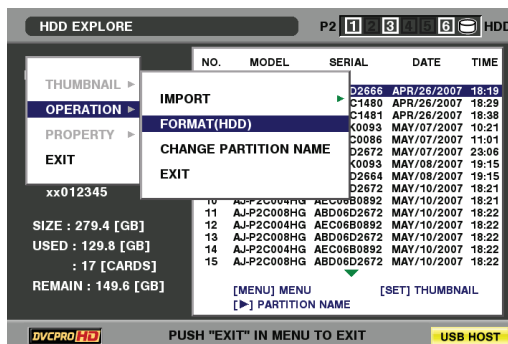 HDD EXPLORE P2 1 2 3 4 5 6 HDD
NO. MODEL SERIAL DATE TIME
THUMBNAIL
OPERATION
PROPERTY
EXIT
IMPORT
FORMAT(HDD)
CHANGE PARTITION NAME
EXIT
D2666 APR/26/2007 18:19
C1480 APR/26/2007 18:29
C1481 APR/26/2007 18:38
K0093 MAY/07/2007 10:21
C0086 MAY/07/2007 11:01
D2672 MAY/07/2007 23:06
K0093 MAY/08/2007 19:15
D2664 MAY/08/2007 19:15
D2672 MAY/10/2007 18:21
10 AJ-P2C004HG AEC06B0892 MAY/10/2007 18:21
11 AJ-P2C008HG ABD06D2672 MAY/10/2007 18:22
12 AJ-P2C004HG AEC06B0892 MAY/10/2007 18:22
13 AJ-P2C008HG ABD06D2672 MAY/10/2007 18:22
14 AJ-P2C004HG AEC06B0892 MAY/10/2007 18:22
15 AJ-P2C008HG ABD06D2672 MAY/10/2007 18:22
xx012345
SIZE : 279.4 [GB]
USED : 129.8 [GB]
: 17 [CARDS]
REMAIN : 149.6 [GB]
[MENU] MENU [SET] THUMBNAIL
[▶] PARTITION NAME
DVCPRO HD PUSH "EXIT" IN MENU TO EXIT USB HOST